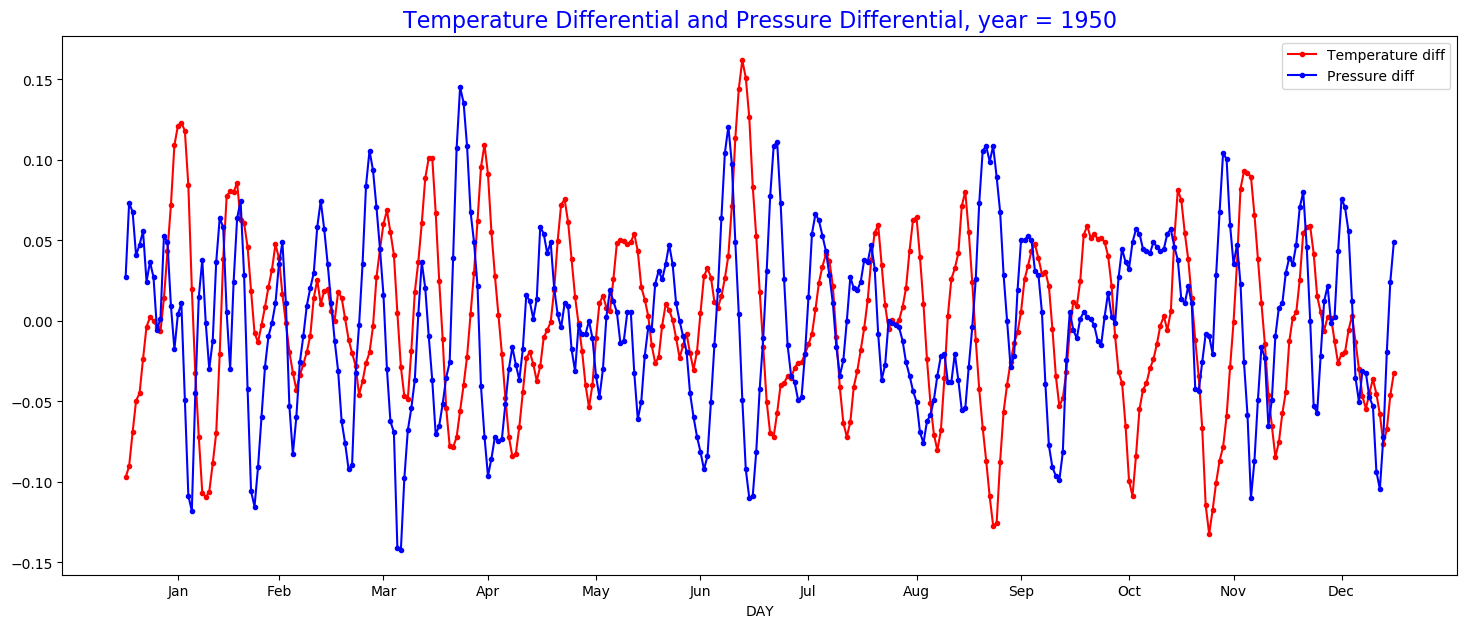 Temperature Differential and Pressure Differential, year = 1950
Temperature diff
Pressure diff
0.15
0.10
0.05
0.00
−0.05
−0.10
−0.15
Jan Feb Mar Apr May Jun Jul Aug Sep Oct Nov Dec
DAY